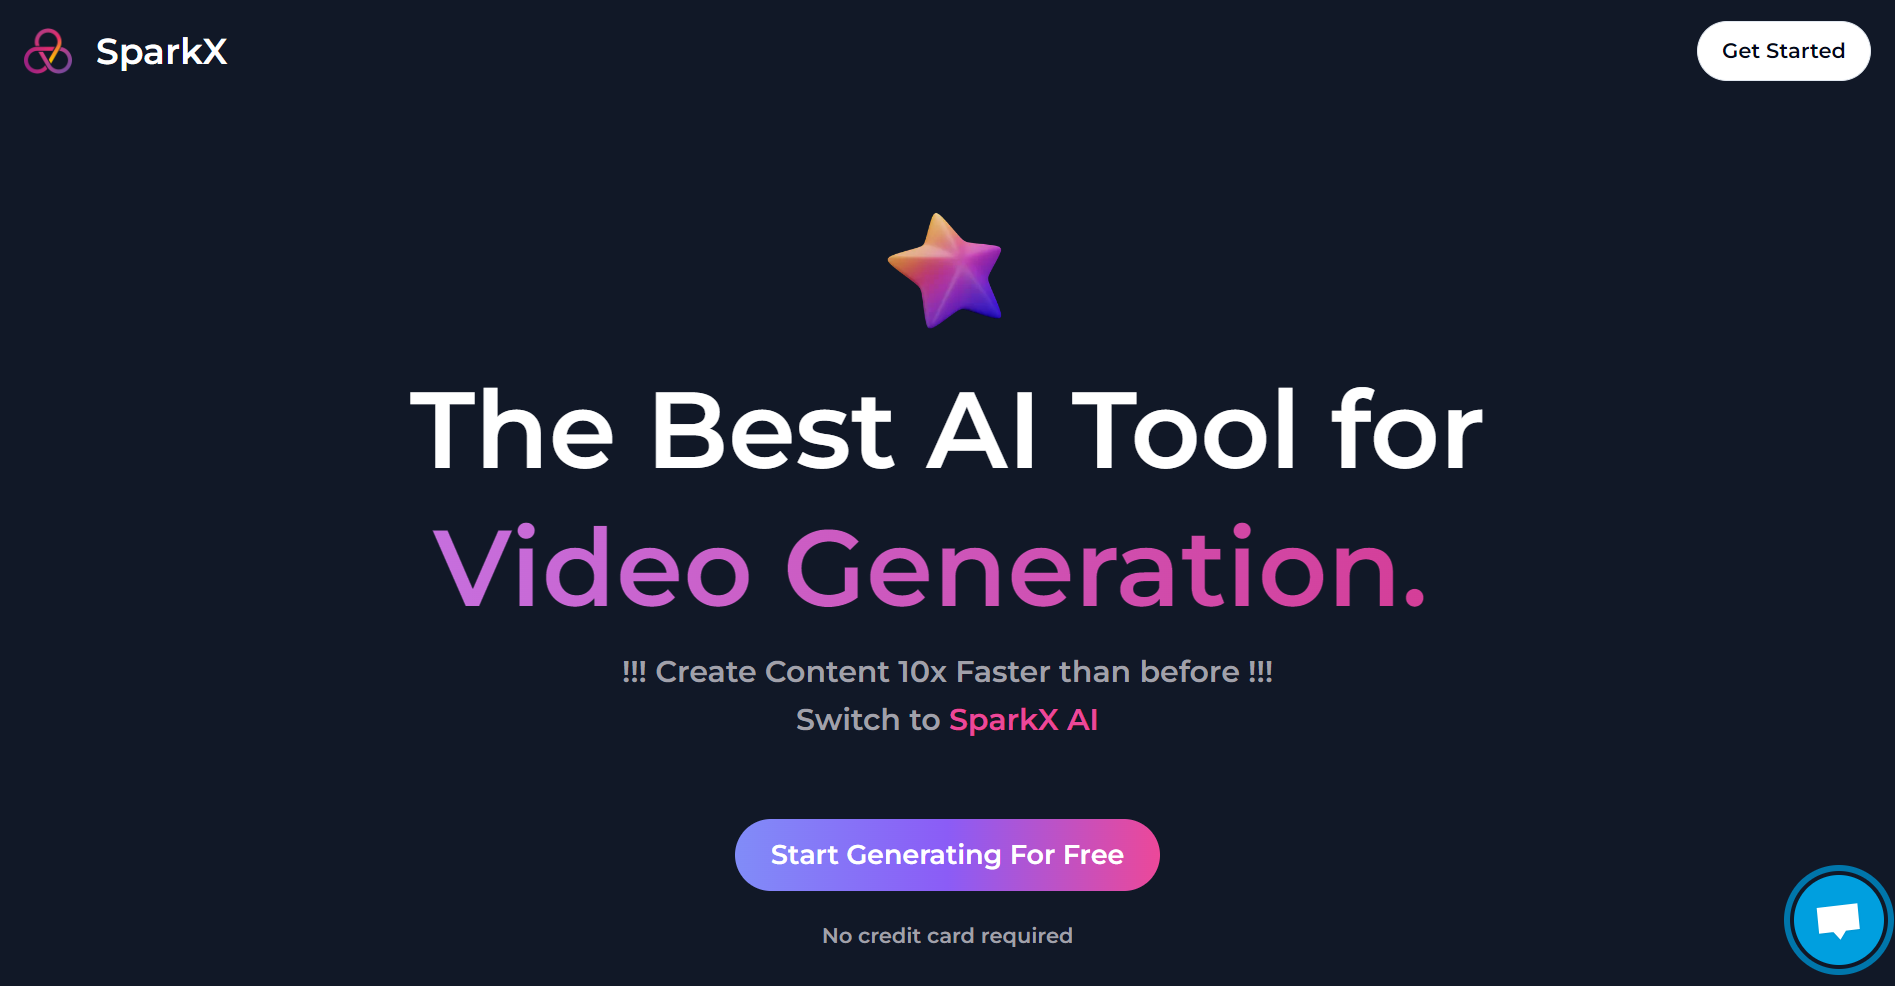 SparkX
Get Started
The Best AI Tool for
Video Generation.
!!! Create Content 10x Faster than before !!!
Switch to SparkX AI
Start Generating For Free
No credit card required